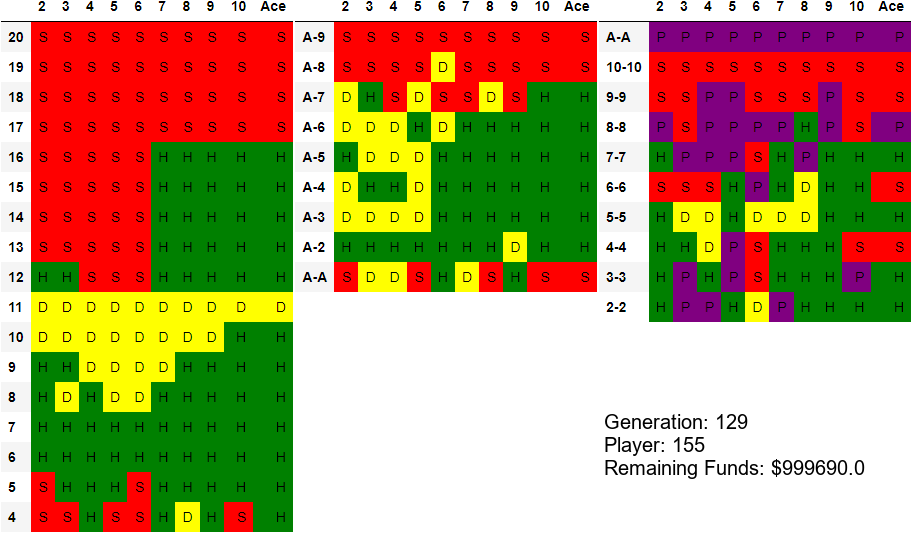 2 3 4 5 6 7 8 9 10 Ace 2 3 4 5 6 7 8 9 10 Ace 2 3 4 5 6 7 8 9 10 Ace
20 S S S S S S S S S S A-9 S S S S S S S S S S A-A P P P P P P P P P P
19 S S S S S S S S S S A-8 S S S S D S S S S S 10-10 S S S S S S S S S S
18 S S S S S S S S S S A-7 D H S D S S D S H H 9-9 S S P P S S S P S S
17 S S S S S S S S S S A-6 D D D H D H H H H H 8-8 P S P P P P H P S P
16 S S S S S H H H H H A-5 H D D D H H H H H H 7-7 H P P P S H P H H H
15 S S S S S H H H H H A-4 D H H D H H H H H H 6-6 S S S H P H D H H S
14 S S S S S H H H H H A-3 D D D D H H H H H H 5-5 H D D H D D D H H H
13 S S S S S H H H H H A-2 H H H H H H H D H H 4-4 H H D P S H H H S S
12 H H S S S H H H H H A-A S D D S H D S H S S 3-3 H P H P S H H H P H
11 D D D D D D D D D D 2-2 H P P H D P H H H H
10 D D D D D D D D H H
9 H H D D D D H H H H
8 H D H D D H H H H H
7 H H H H H H H H H H
6 H H H H H H H H H H
5 S H H H S H H H H H
4 S S H S S H D H S H
Generation: 129
Player: 155
Remaining Funds: $999690.0